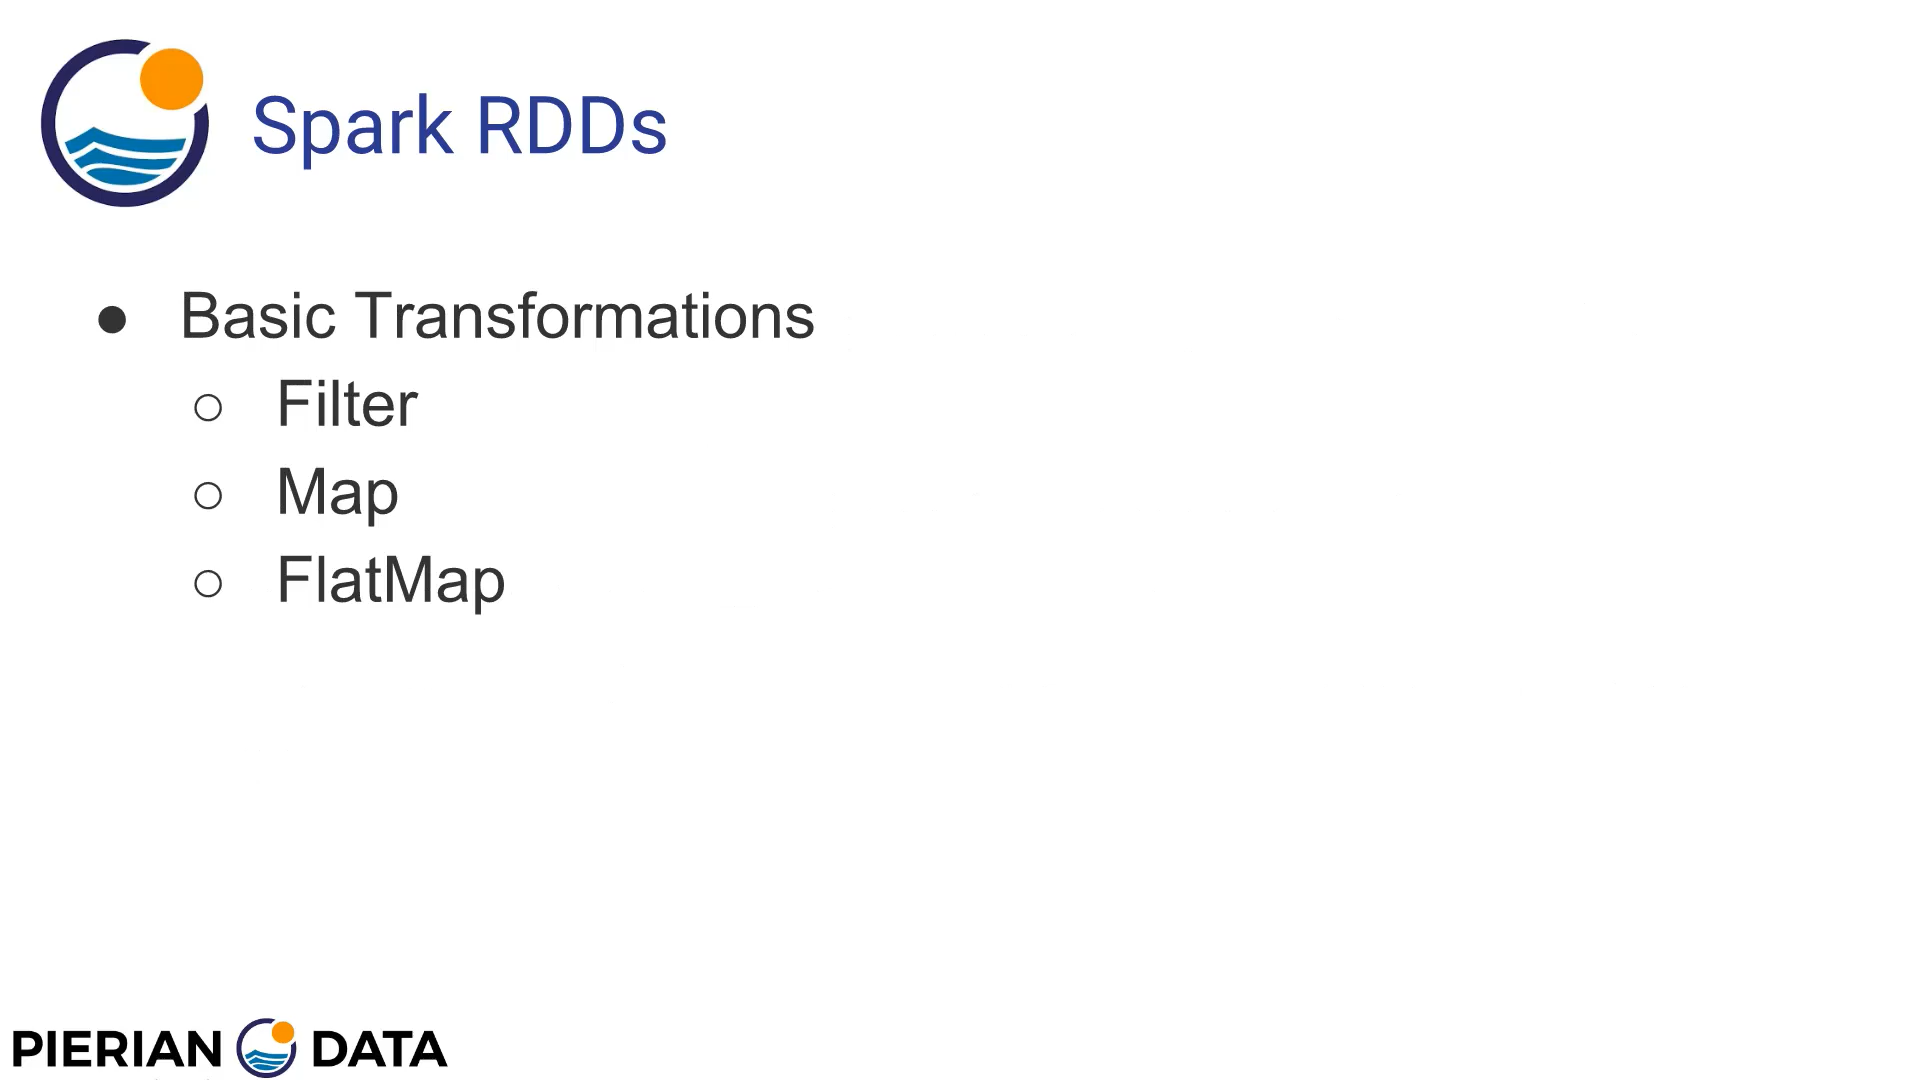 Spark RDDs
● Basic Transformations
○ Filter
○ Map
○ FlatMap
PIERIAN DATA